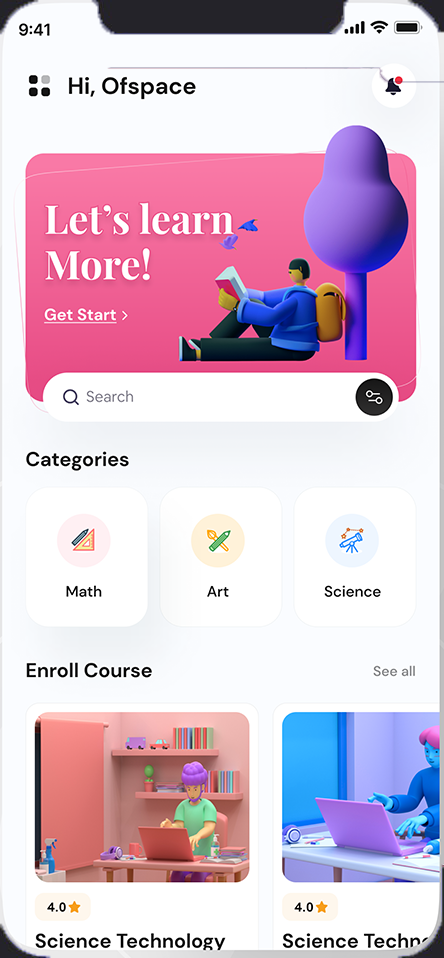 9:41
Hi, Ofspace
Let's learn
More!
Get Start
Search
Categories
Math
Art
Science
Enroll Course
See all
4.0
4.0
Science Technology
Science Techn